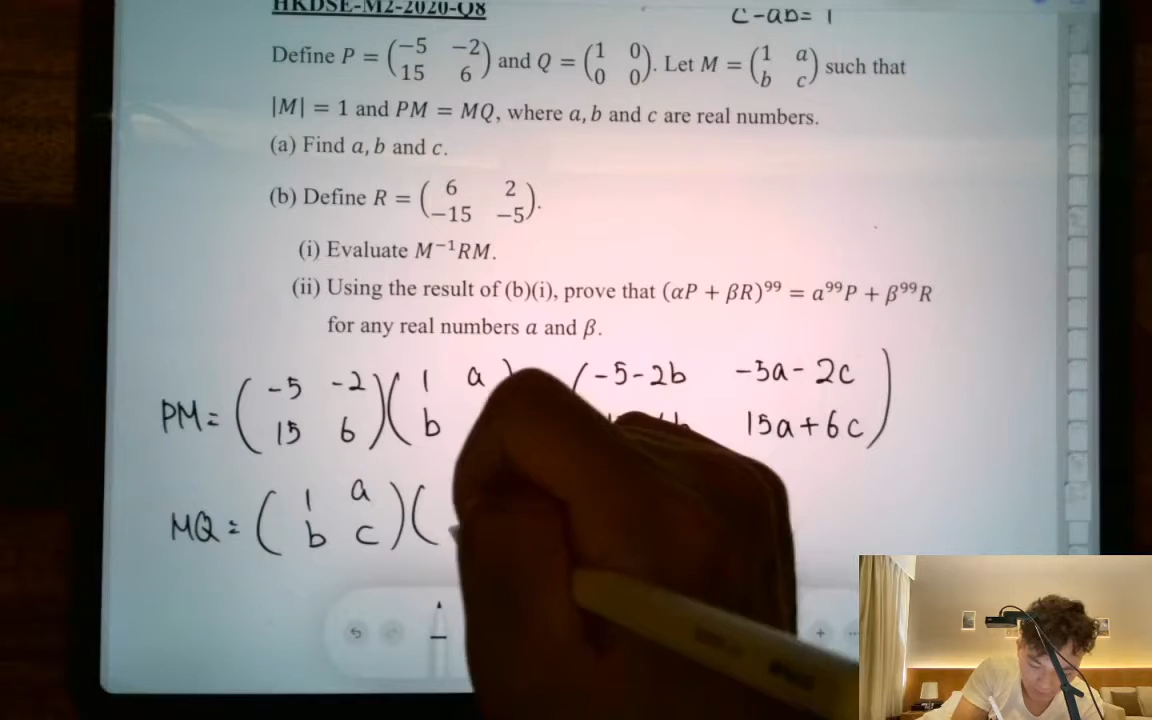 HKDSE-M2-2020-Q8
c-ab= 1
Define P = (-5 -2 15 6) and Q = (1 0 0 0). Let M = (1 a b c) such that
|M| = 1 and PM = MQ, where a, b and c are real numbers.
(a) Find a, b and c.
(b) Define R = (6 2 -15 -5).
(i) Evaluate M⁻¹RM.
(ii) Using the result of (b)(i), prove that (αP + βR)⁹⁹ = α⁹⁹P + β⁹⁹R
for any real numbers α and β.
PM = (-5 -2 15 6)(1 a b (-5-2b -5a-2c 15a+6c)
MQ = (1 a b c)(